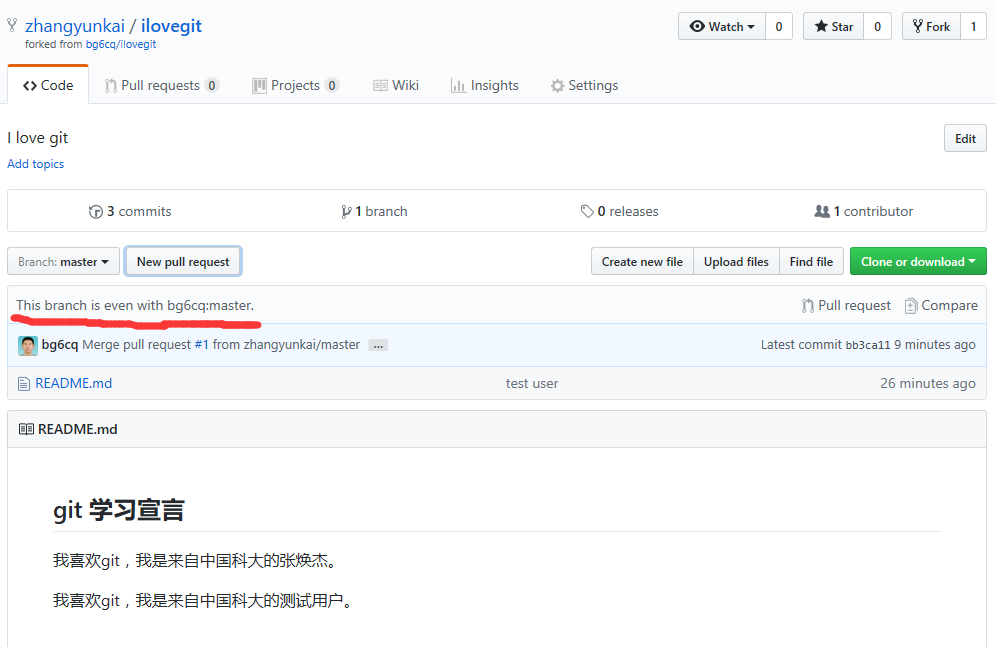 zhangyunkai / ilovegit
forked from bg6cq/ilovegit
Watch 0 Star 0 Fork 1
Code Pull requests 0 Projects 0 Wiki Insights Settings
I love git
Edit
Add topics
3 commits 1 branch 0 releases 1 contributor
Branch: master New pull request Create new file Upload files Find file Clone or download
This branch is even with bg6cq:master. Pull request Compare
bg6cq Merge pull request #1 from zhangyunkai/master ... Latest commit bb3ca11 9 minutes ago
README.md test user 26 minutes ago
README.md
git 学习宣言
我喜欢git，我是来自中国科大的张焕杰。
我喜欢git，我是来自中国科大的测试用户。